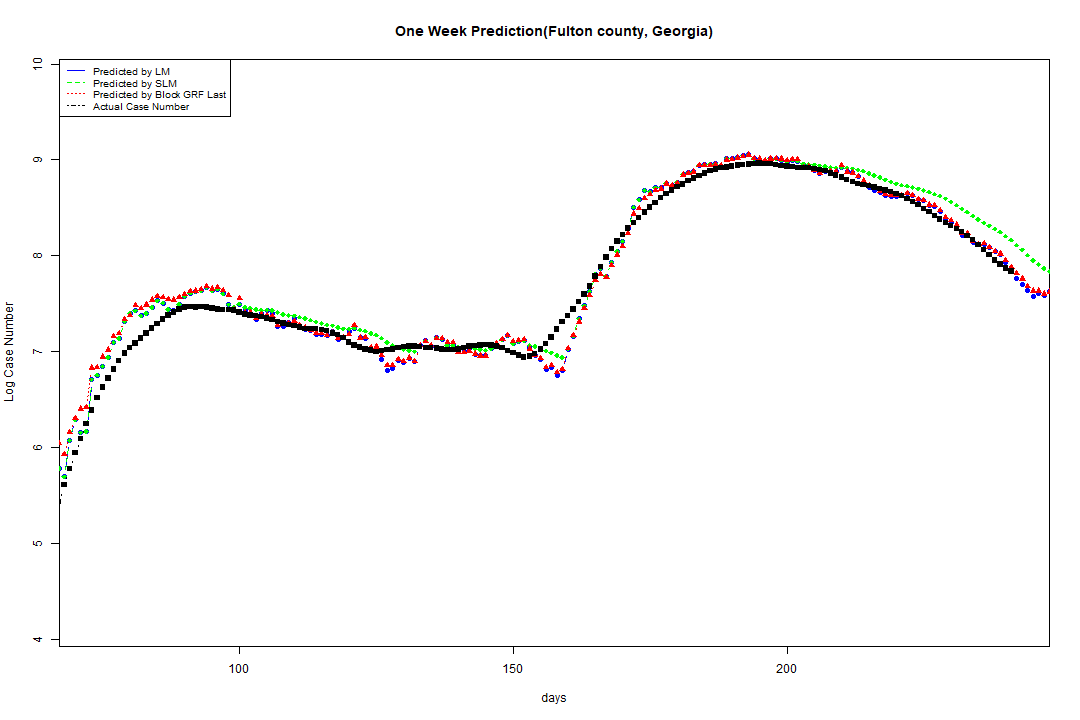 One Week Prediction(Fulton county, Georgia)
Predicted by LM
Predicted by SLM
Predicted by Block GRF Last
Actual Case Number
10
9
8
7
6
5
4
Log Case Number
100 150 200
days